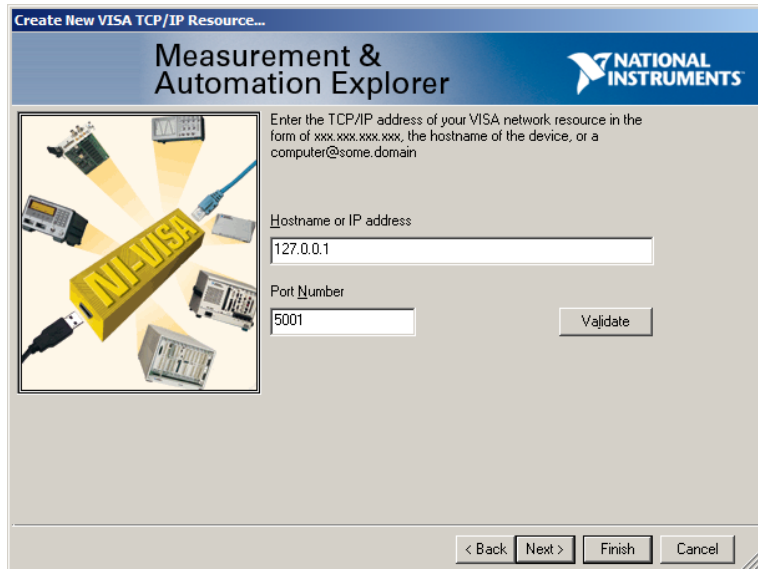 Create New VISA TCP/IP Resource...
Measurement &
Automation Explorer
NATIONAL
INSTRUMENTS
Enter the TCP/IP address of your VISA network resource in the
form of xxx.xxx.xxx.xxx, the hostname of the device, or a
computer@some.domain
NI-VISA
Hostname or IP address
127.0.0.1
Port Number
5001
Validate
< Back
Next >
Finish
Cancel